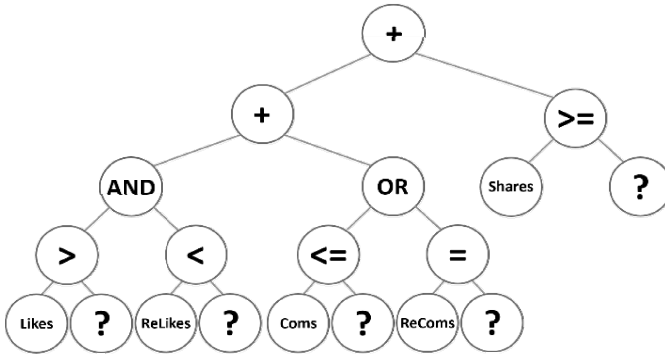 +
+
>=
AND
OR
Shares
?
>
<
<=
=
Likes
?
ReLikes
?
Coms
?
ReComs
?